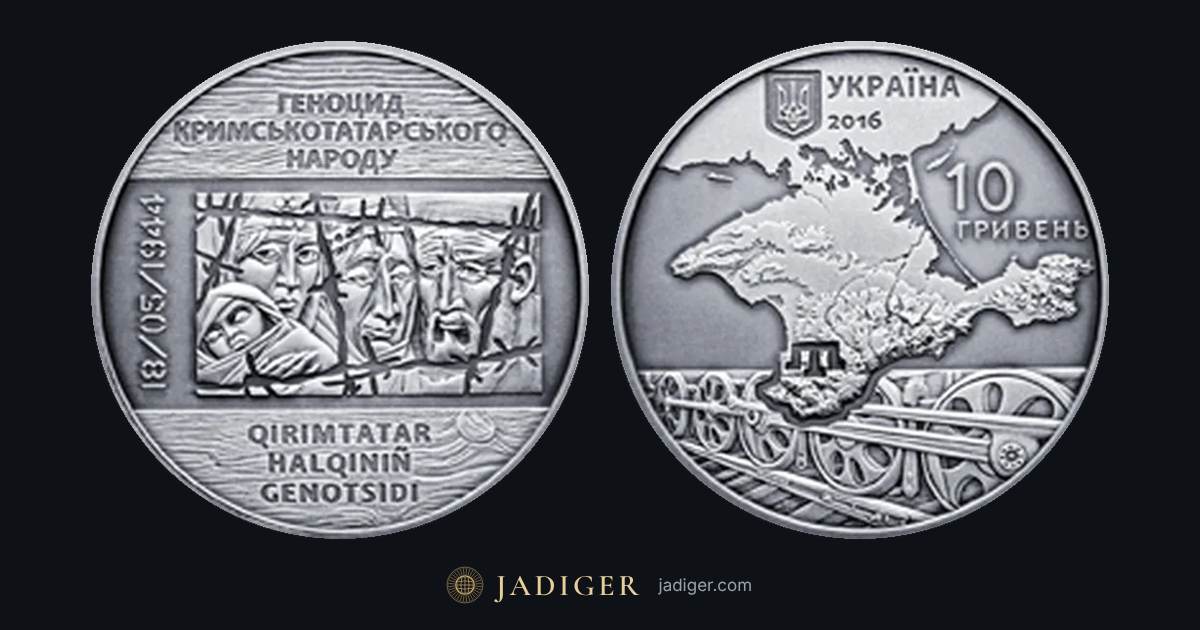 ГЕНОЦИД
КРИМСЬКОТАТАРСЬКОГО
НАРОДУ
18/05/1944
QIRIMTATAR
HALQINIÑ
GENOTSIDI
УКРАЇНА
2016
10
ГРИВЕНЬ
JADIGER jadiger.com